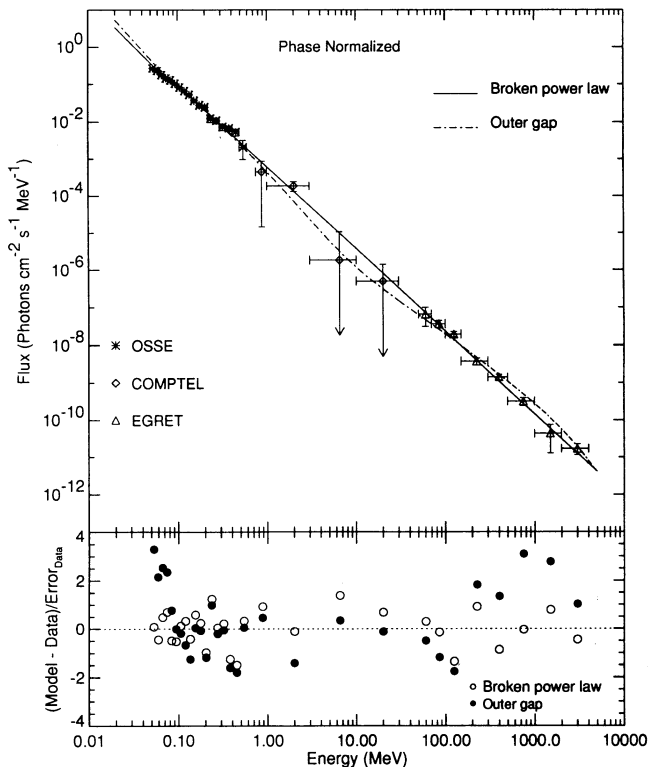 Phase Normalized
Broken power law
Outer gap
Flux (Photons cm⁻² s⁻¹ MeV⁻¹)
10⁰
10⁻²
10⁻⁴
10⁻⁶
10⁻⁸
10⁻¹⁰
10⁻¹²
OSSE
COMPTEL
EGRET
(Model - Data)/Error_Data
4
2
0
-2
-4
Broken power law
Outer gap
0.01 0.10 1.00 10.00 100.00 1000.0 10000
Energy (MeV)